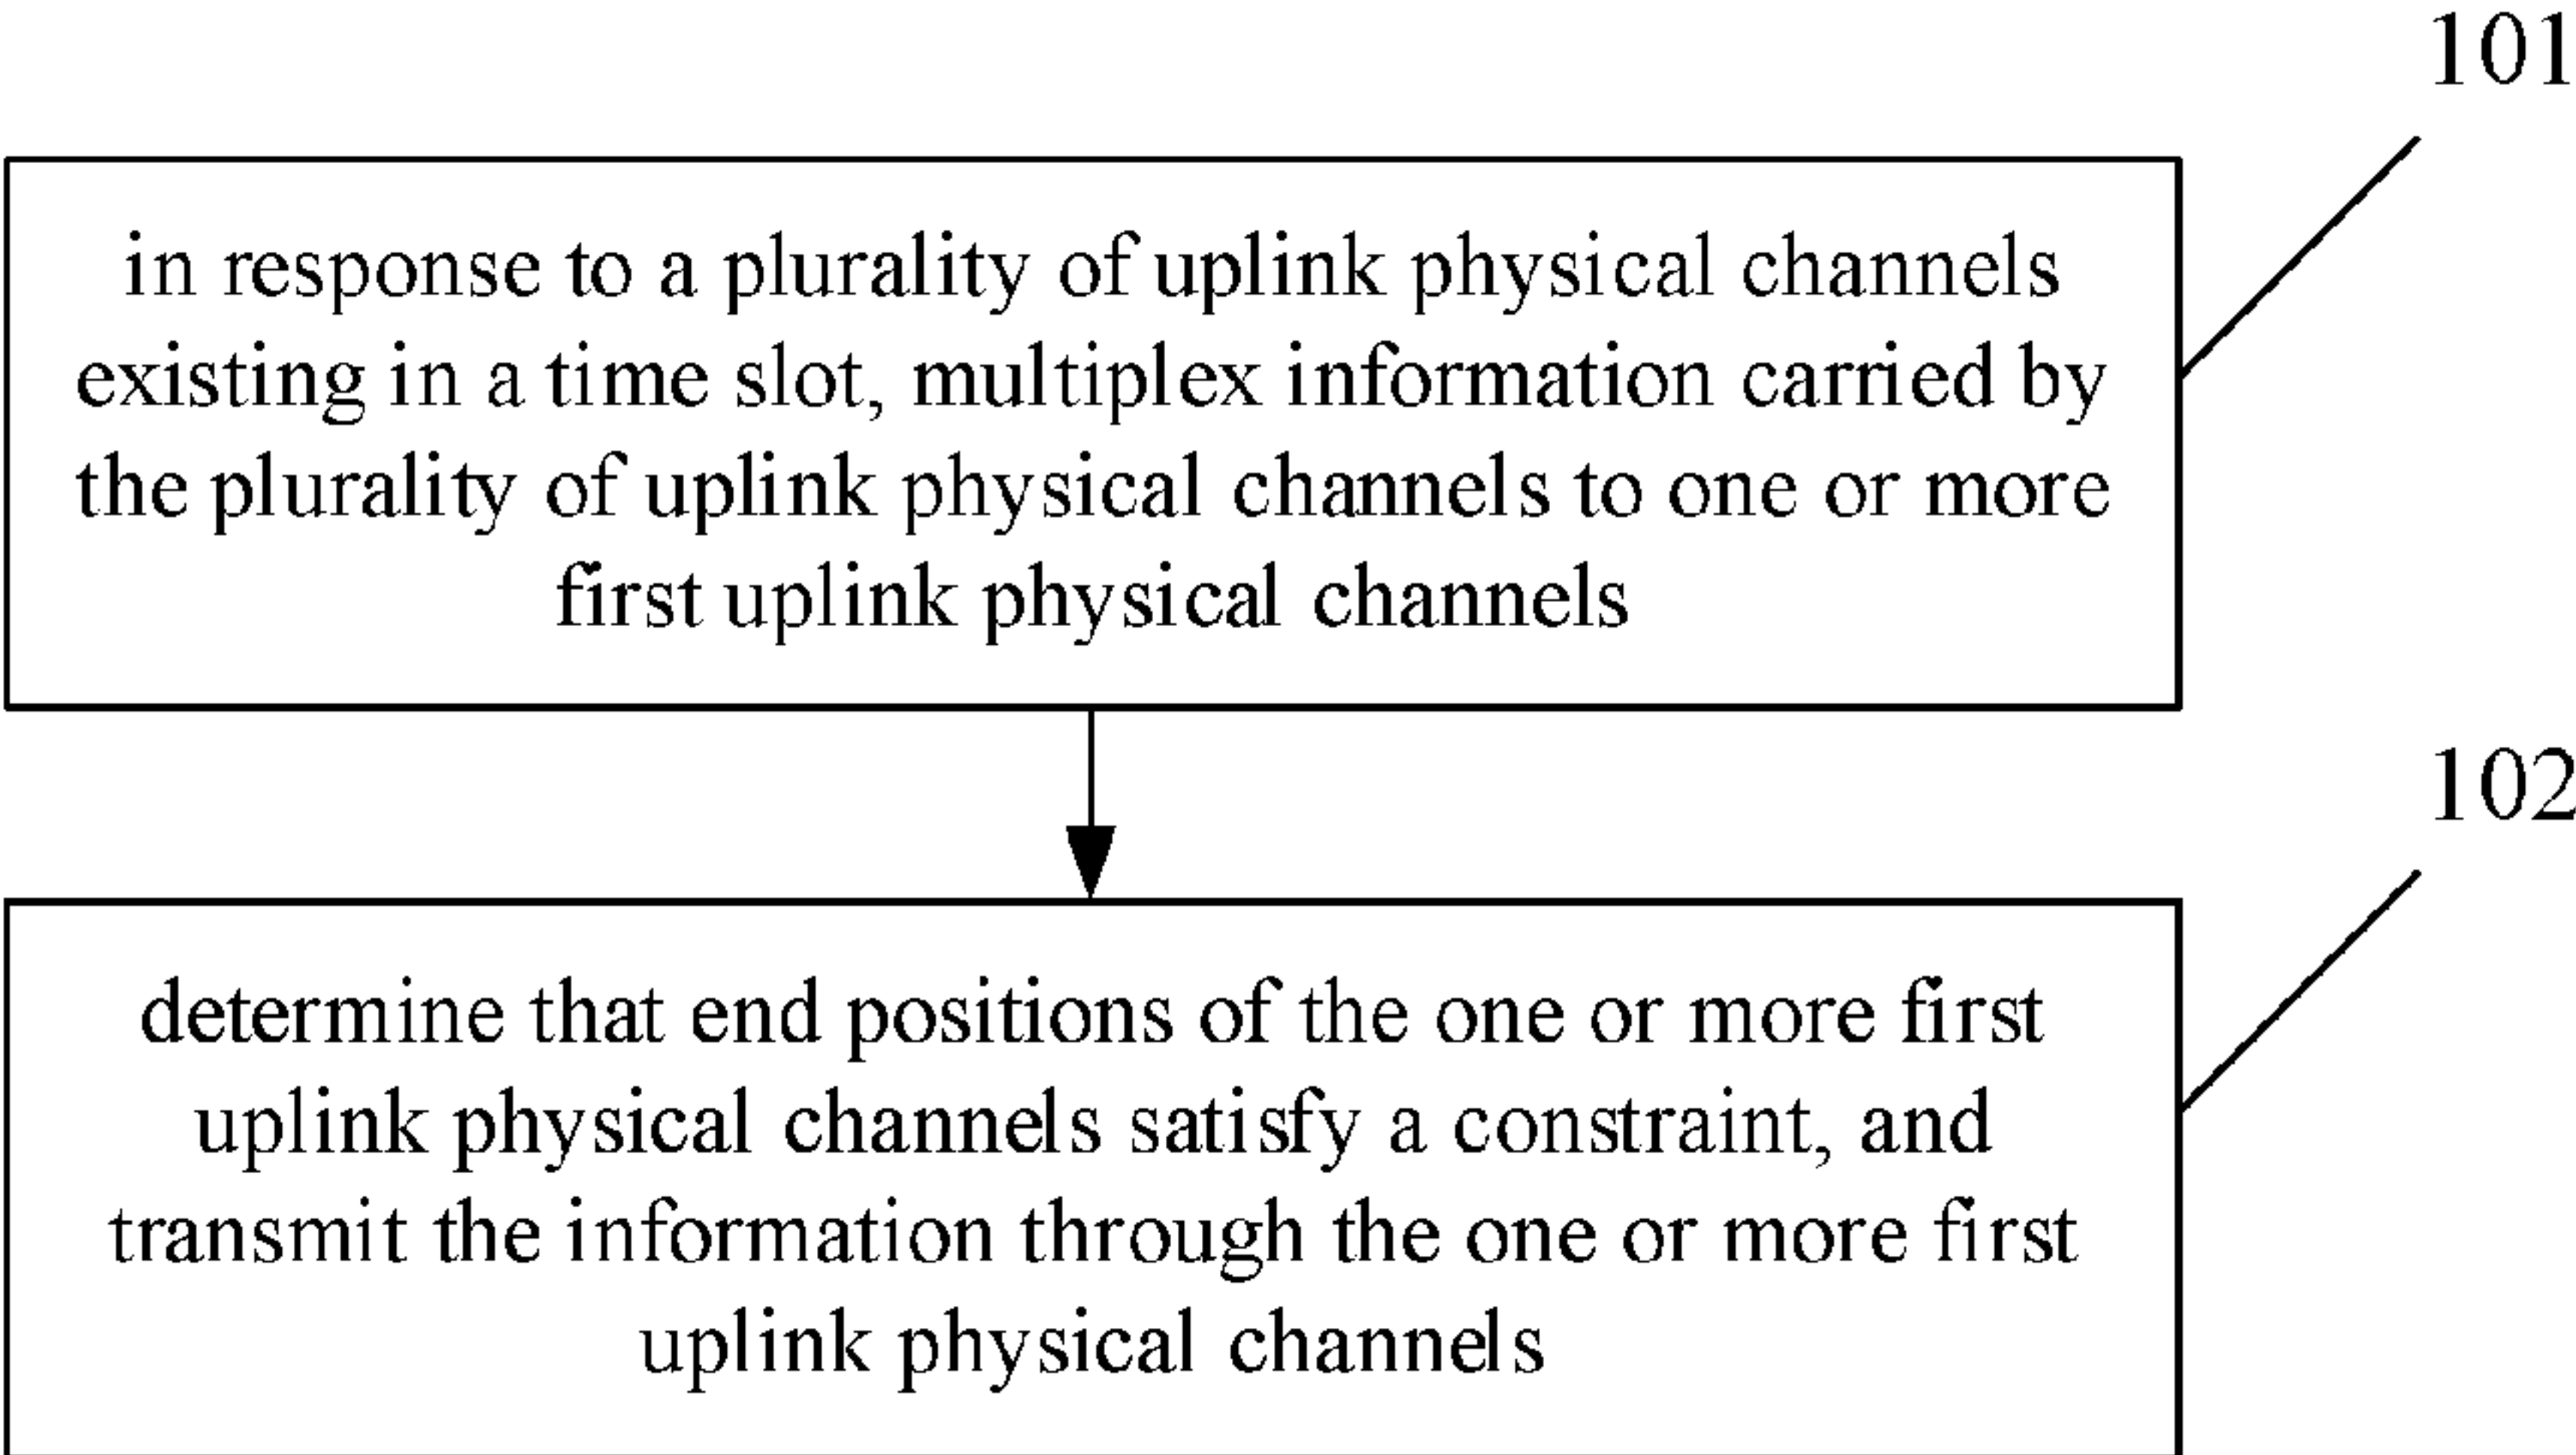 101
in response to a plurality of uplink physical channels
existing in a time slot, multiplex information carried by
the plurality of uplink physical channels to one or more
first uplink physical channels
102
determine that end positions of the one or more first
uplink physical channels satisfy a constraint, and
transmit the information through the one or more first
uplink physical channels